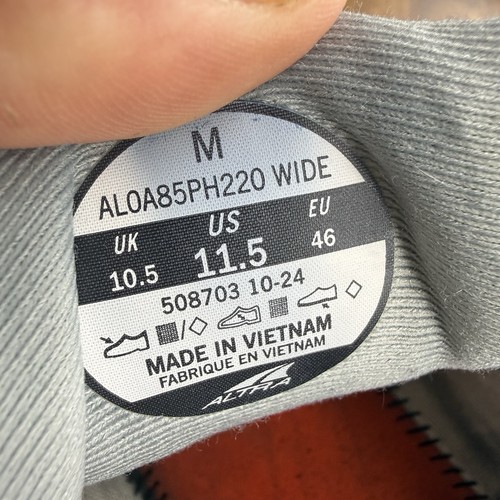 M
AL0A85PH220 WIDE
UK US EU
10.5 11.5 46
508703 10-24
MADE IN VIETNAM
FABRIQUE EN VIETNAM
ALTRA